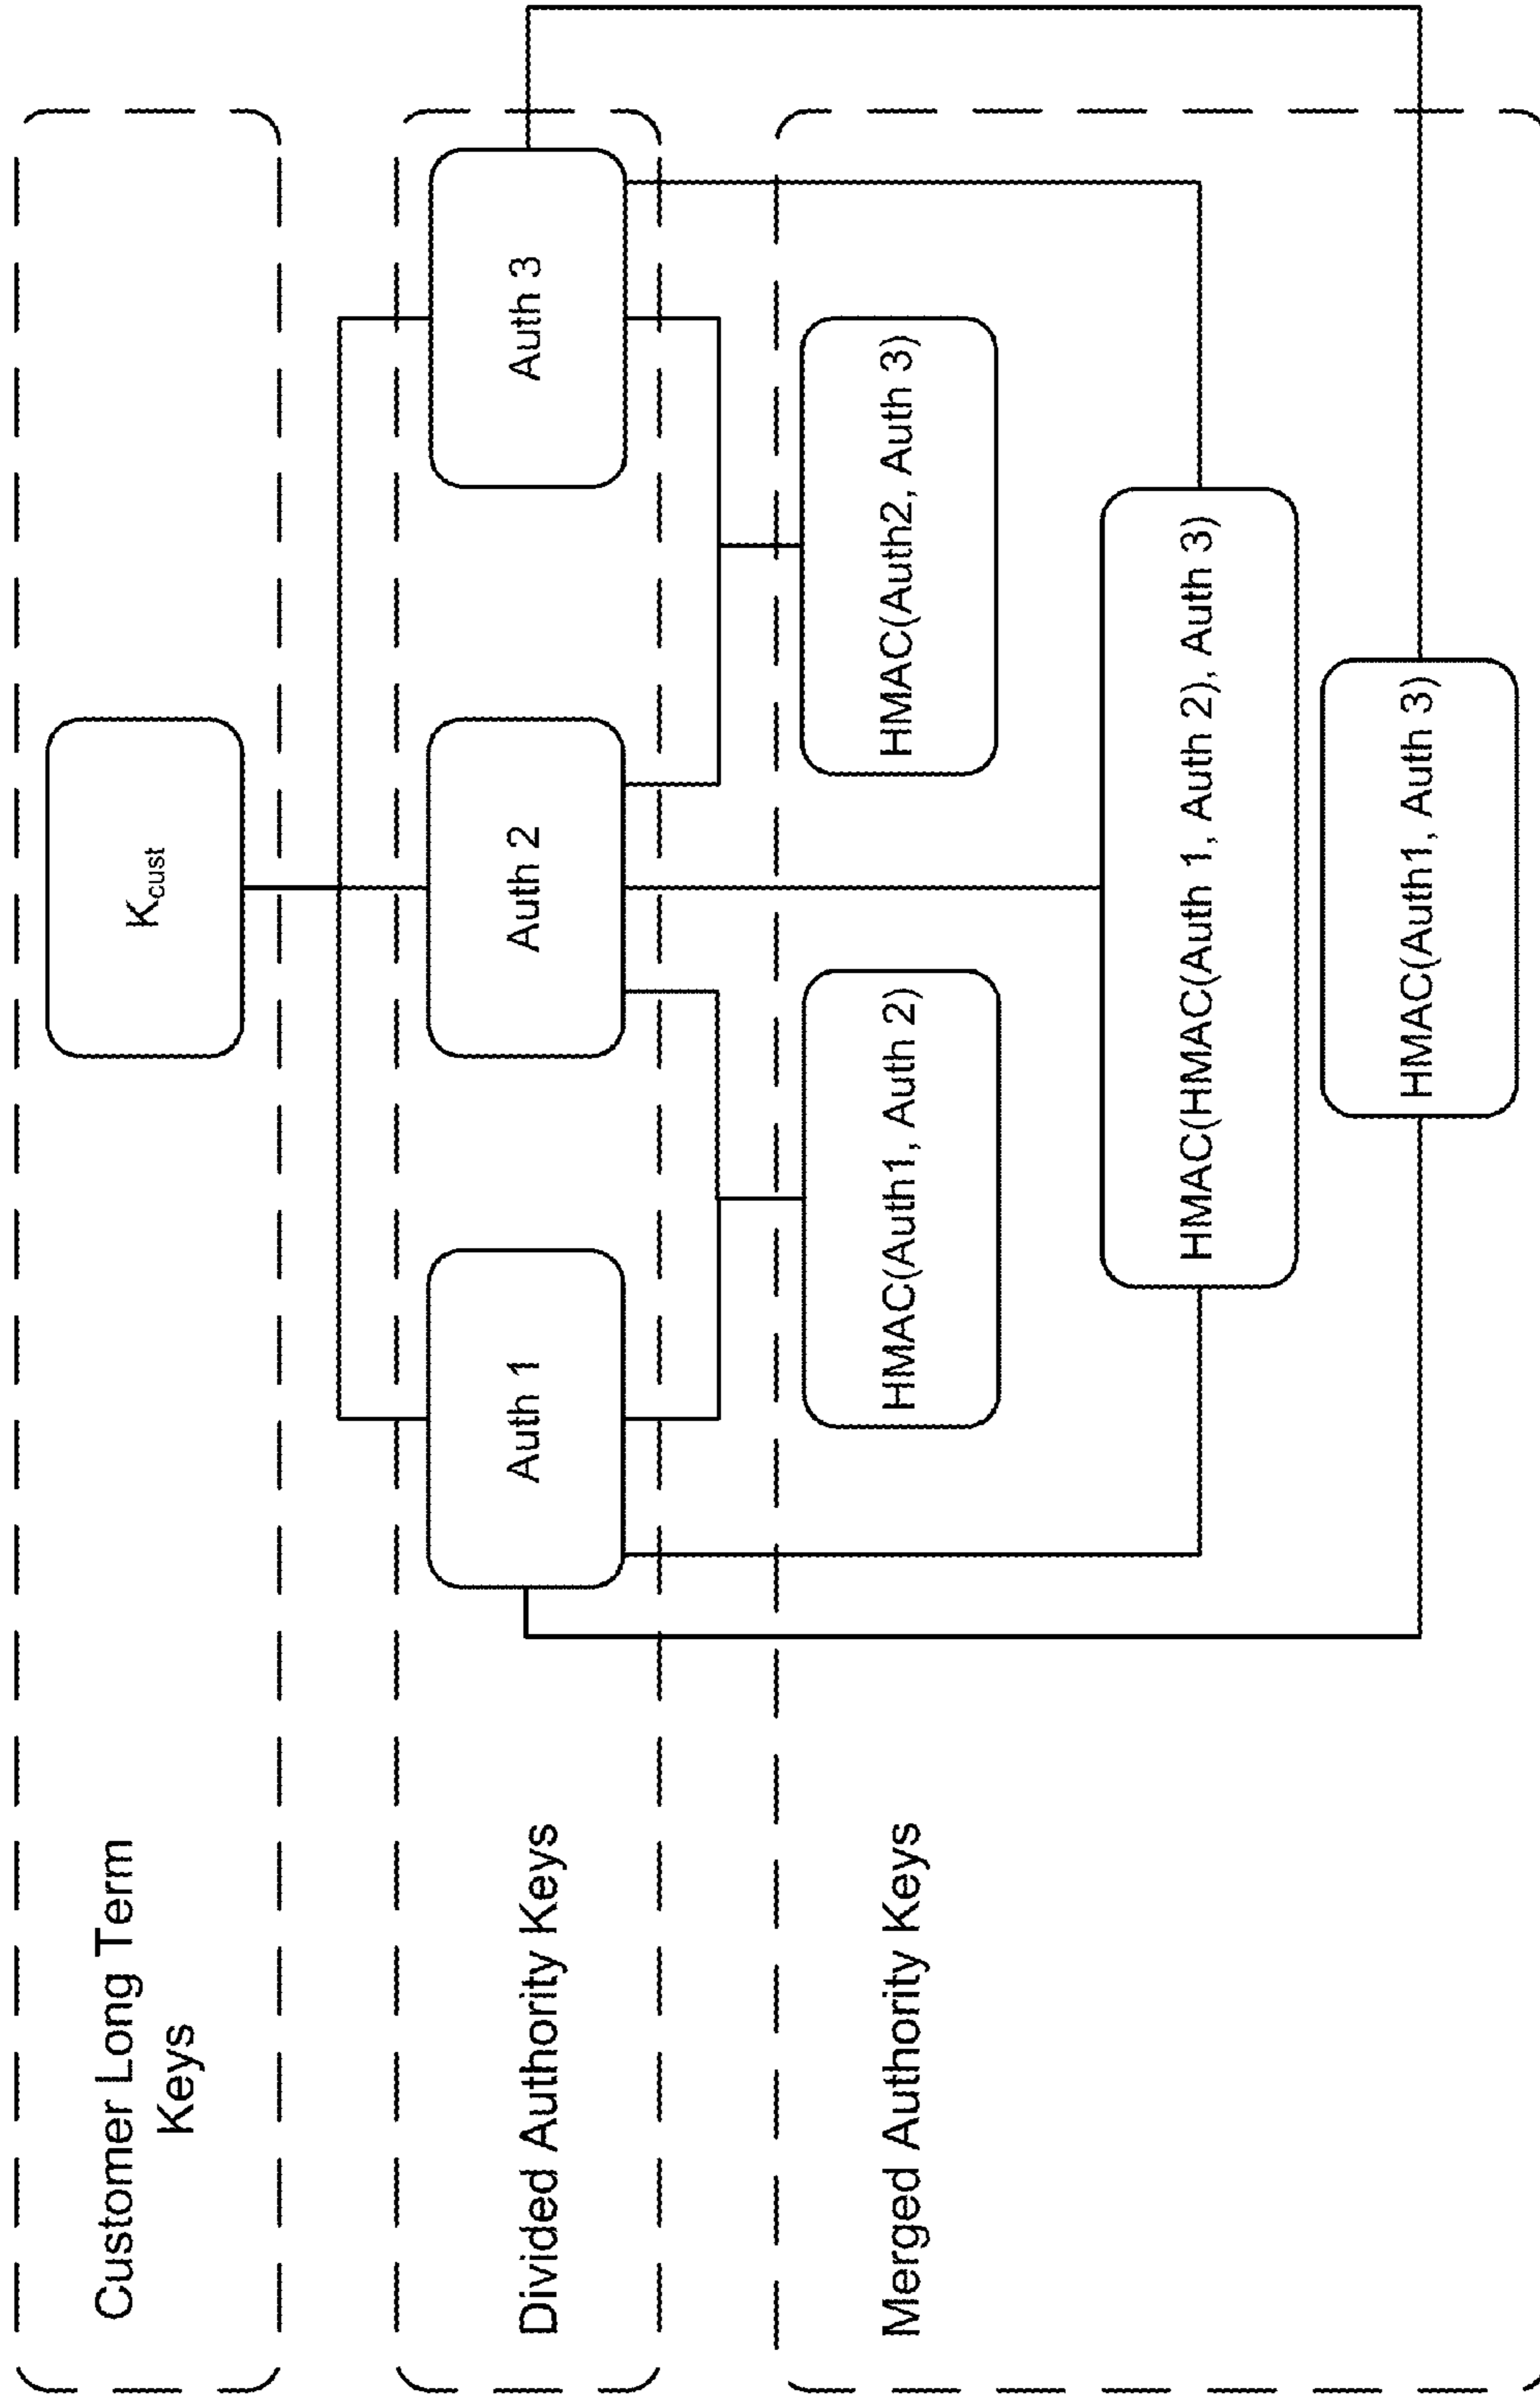 Customer Long Term
Keys
K_cust
Divided Authority Keys
Auth 1
Auth 2
Auth 3
Merged Authority Keys
HMAC(Auth1, Auth 2)
HMAC(Auth2, Auth 3)
HMAC(HMAC(Auth 1, Auth 2), Auth 3)
HMAC(Auth1, Auth 3)